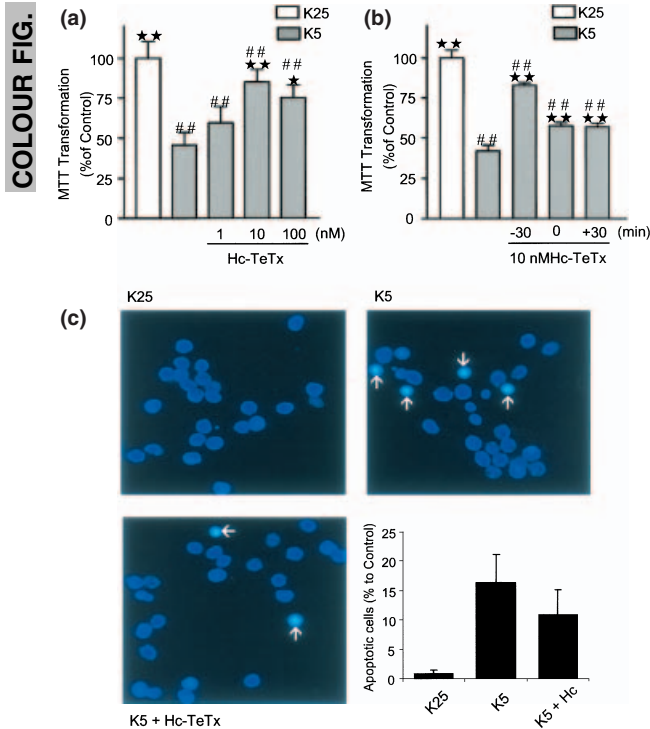 COLOUR FIG.
(a)
K25
K5
★★
##
##
##
★★
##
★
100
75
50
25
0
MTT Transformation
(%of Control)
1 10 100 (nM)
Hc-TeTx
(b)
K25
K5
★★
##
##
★★
##
★★
##
★★
100
75
50
25
0
MTT Transformation
(%of Control)
-30 0 +30 (min)
10 nMHc-TeTx
(c)
K25
K5
K5 + Hc-TeTx
Apoptotic cells (% to Control)
25
20
15
10
5
0
K25
K5
K5 + Hc